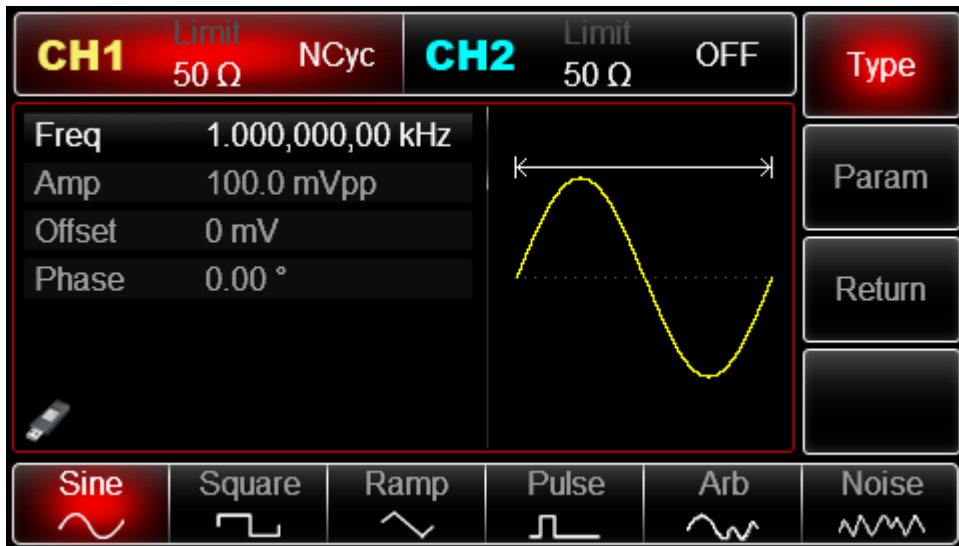 CH1 Limit 50 Ω NCyc
CH2 Limit 50 Ω OFF
Type
Freq 1.000,000,00 kHz
Amp 100.0 mVpp
Offset 0 mV
Phase 0.00 °
Param
Return
Sine Square Ramp Pulse Arb Noise